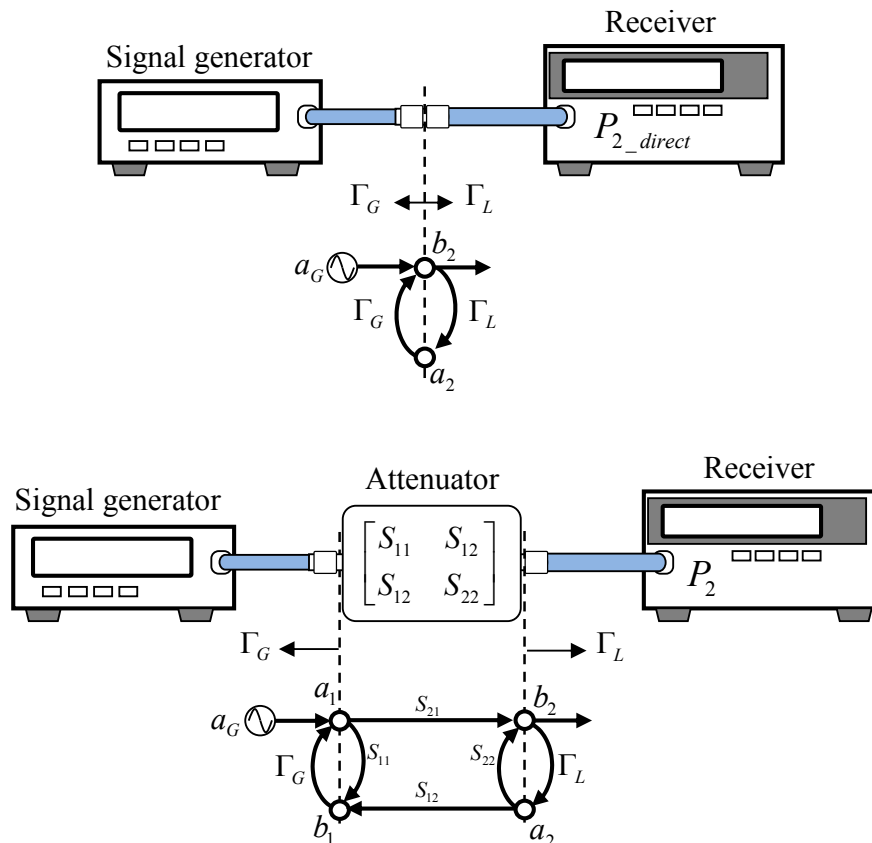 Receiver
Signal generator
P2_direct
ΓG ΓL
b2
aG
ΓG ΓL
a2
Receiver
Attenuator
Signal generator
S11 S12
S12 S22
P2
ΓG ΓL
a1 b2
aG S21
ΓG S11 S22 ΓL
S12
b1 a2